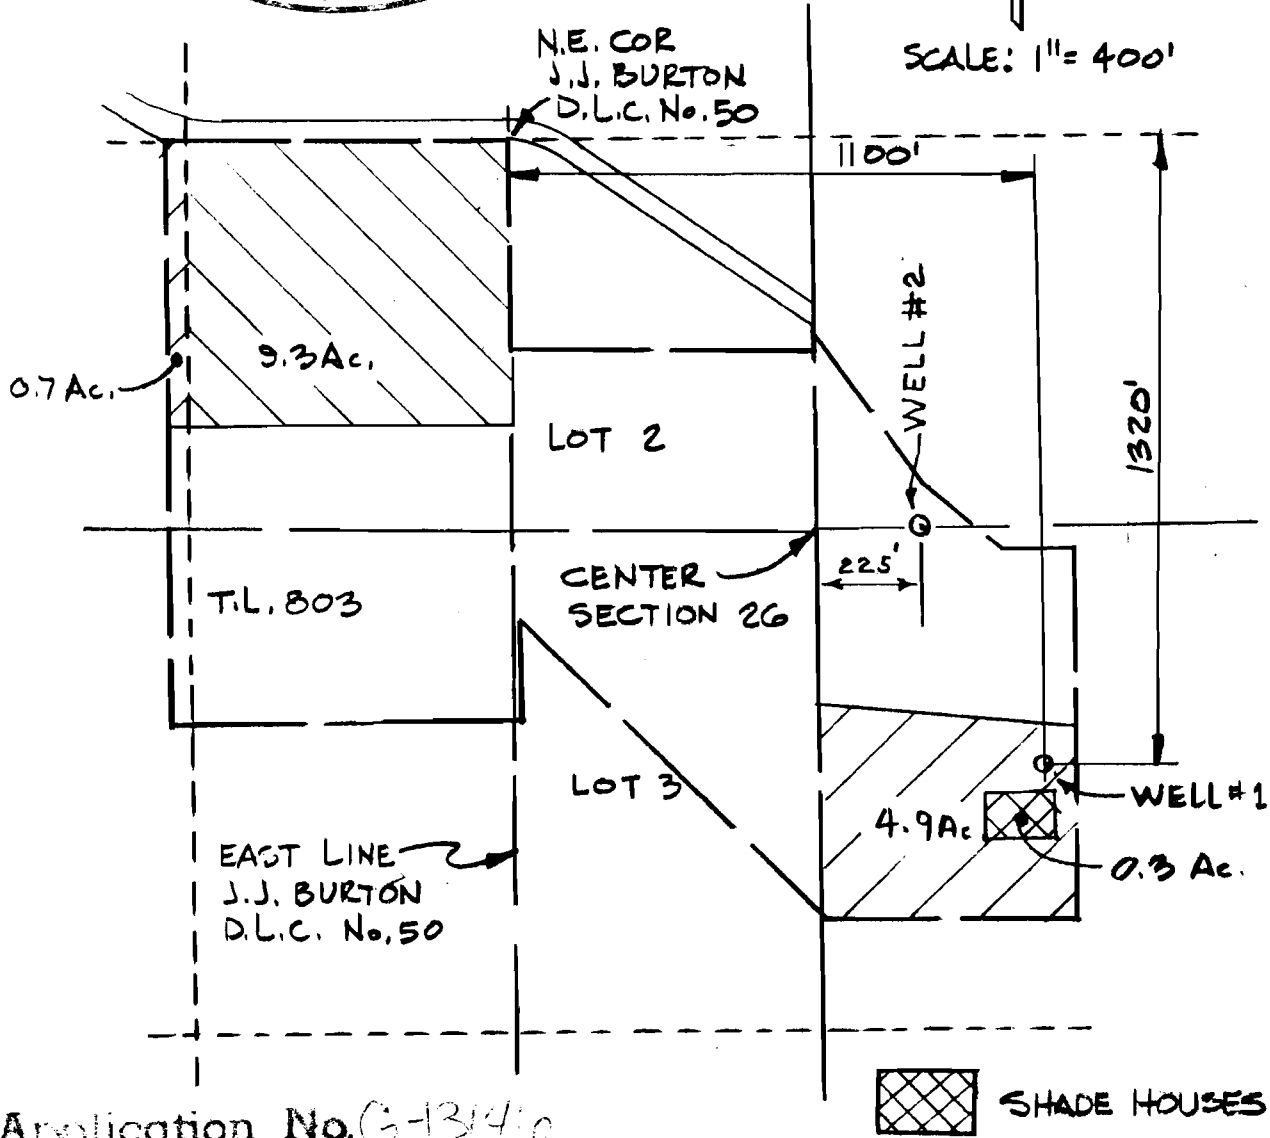 N.E. COR
J.J. BURTON
D.L.C. No. 50
SCALE: 1"= 400'
1100'
WELL #2
1320'
0.7 Ac.
9.3 Ac.
LOT 2
225'
CENTER
SECTION 26
T.L. 803
LOT 3
WELL #1
4.9 Ac
0.3 Ac.
EAST LINE
J.J. BURTON
D.L.C. No. 50
SHADE HOUSES
Application No.